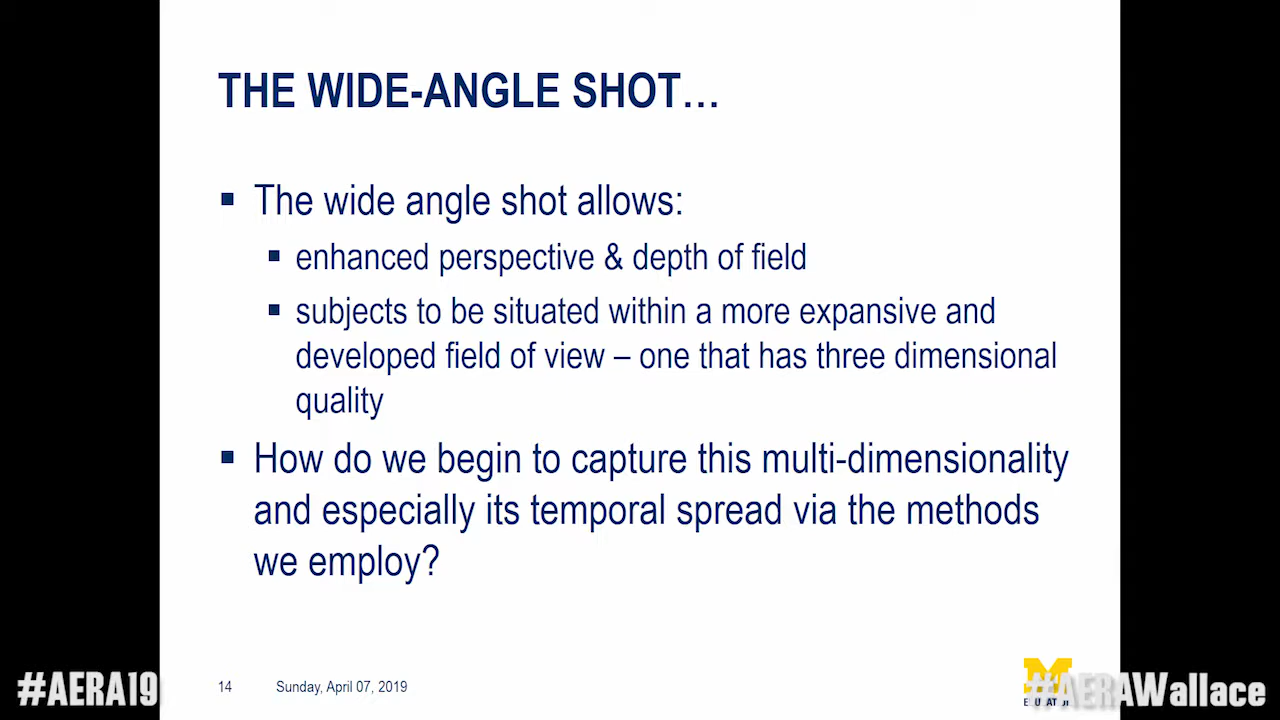 THE WIDE-ANGLE SHOT…
▪ The wide angle shot allows:
▪ enhanced perspective & depth of field
▪ subjects to be situated within a more expansive and
developed field of view – one that has three dimensional
quality
▪ How do we begin to capture this multi-dimensionality
and especially its temporal spread via the methods
we employ?
#AERA19
14
Sunday, April 07, 2019
M
#AERAWallace